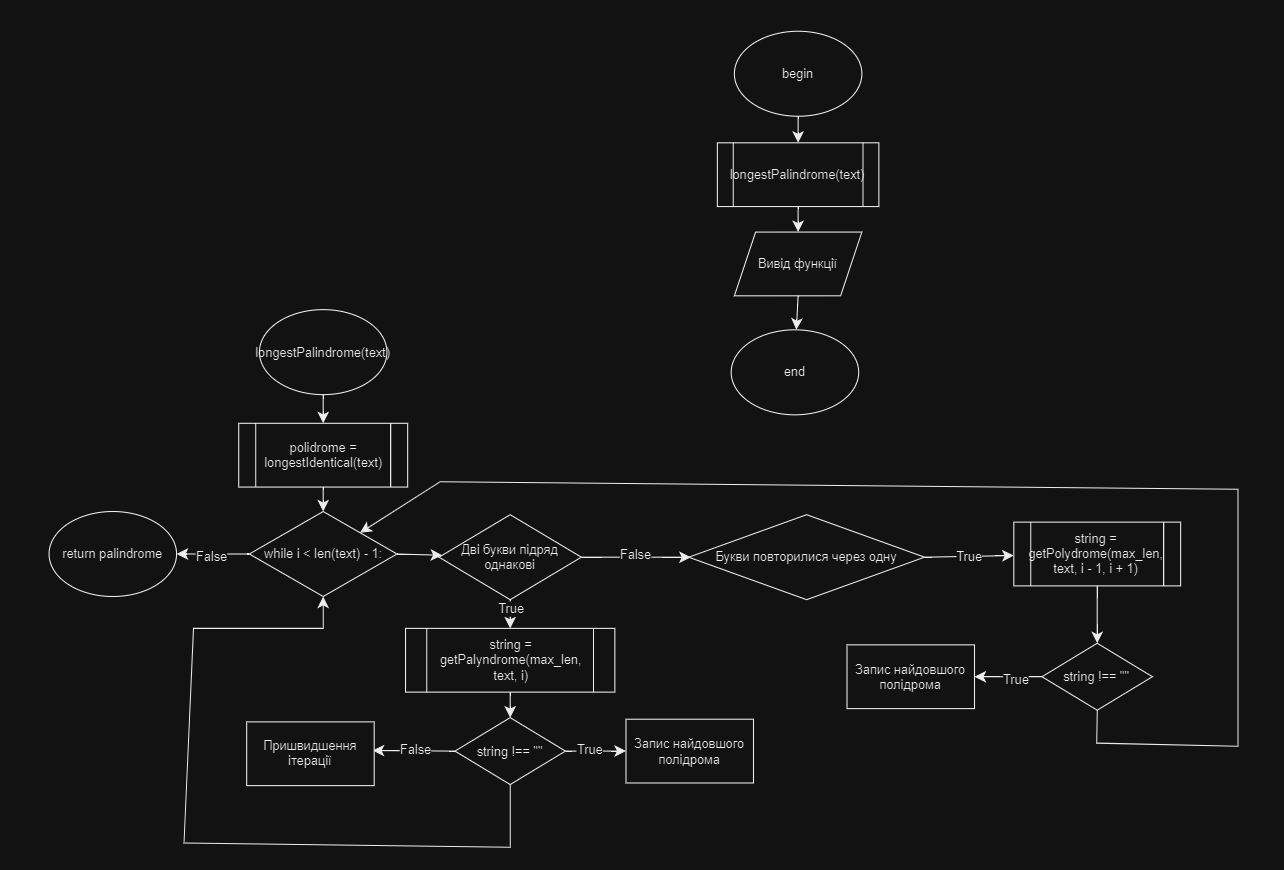 begin
longestPalindrome(text)
Вивід функції
end
longestPalindrome(text)
polidrome =
longestIdentical(text)
return palindrome
False
while i < len(text) - 1:
Дві букви підряд
однакові
False
Букви повторилися через одну
True
string =
getPolydrome(max_len,
text, i - 1, i + 1)
True
string =
getPalyndrome(max_len,
text, i)
Запис найдовшого
полідрома
True
string !== ""
Пришвидшення
ітерації
False
string !== ""
True
Запис найдовшого
полідрома